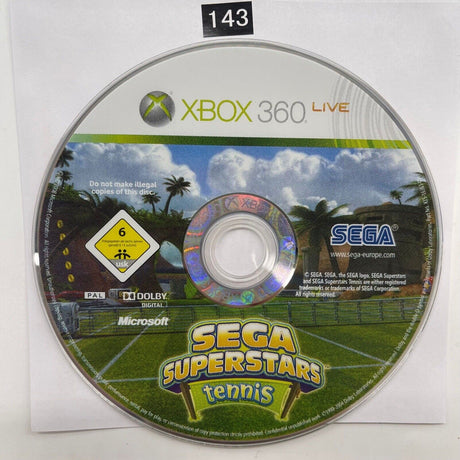 143
XBOX 360 LIVE
Do not make illegal
copies of this disc.
6
usk
SEGA
www.sega-europe.com
© SEGA. SEGA, the SEGA logo, SEGA Superstars
and SEGA Superstars Tennis are either registered
trademarks or trademarks of SEGA Corporation.
All rights reserved.
PAL
DOLBY
DIGITAL
Microsoft
SEGA
SUPERSTARS
tennis